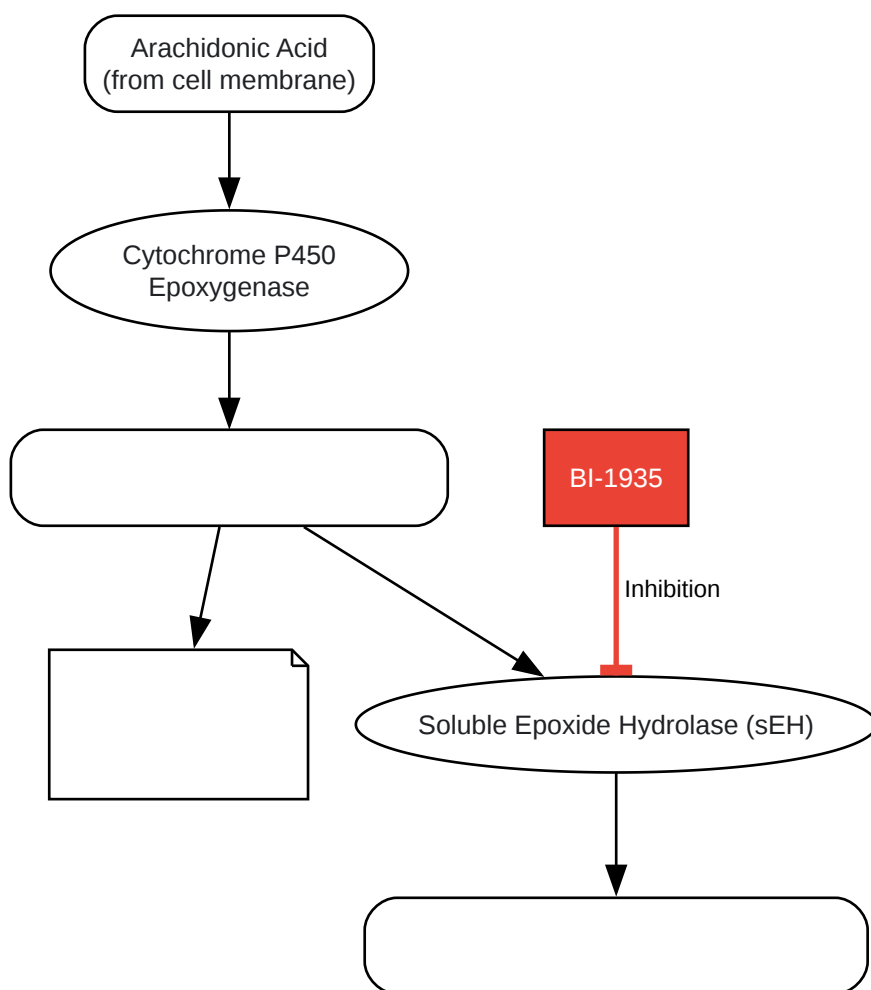 Arachidonic Acid
(from cell membrane)
Cytochrome P450
Epoxygenase
BI-1935
Inhibition
Soluble Epoxide Hydrolase (sEH)